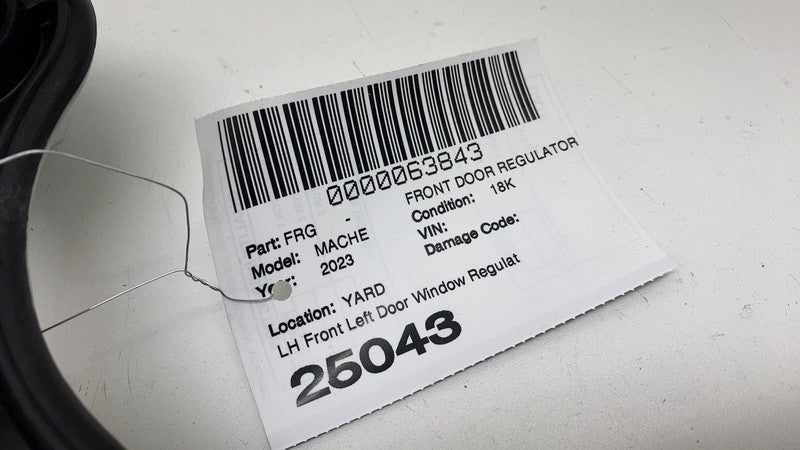 0000063843
Part: FRG - FRONT DOOR REGULATOR
Model: MACHE Condition: 18K
Year: 2023 VIN:
Damage Code:
Location: YARD
LH Front Left Door Window Regulat
25043